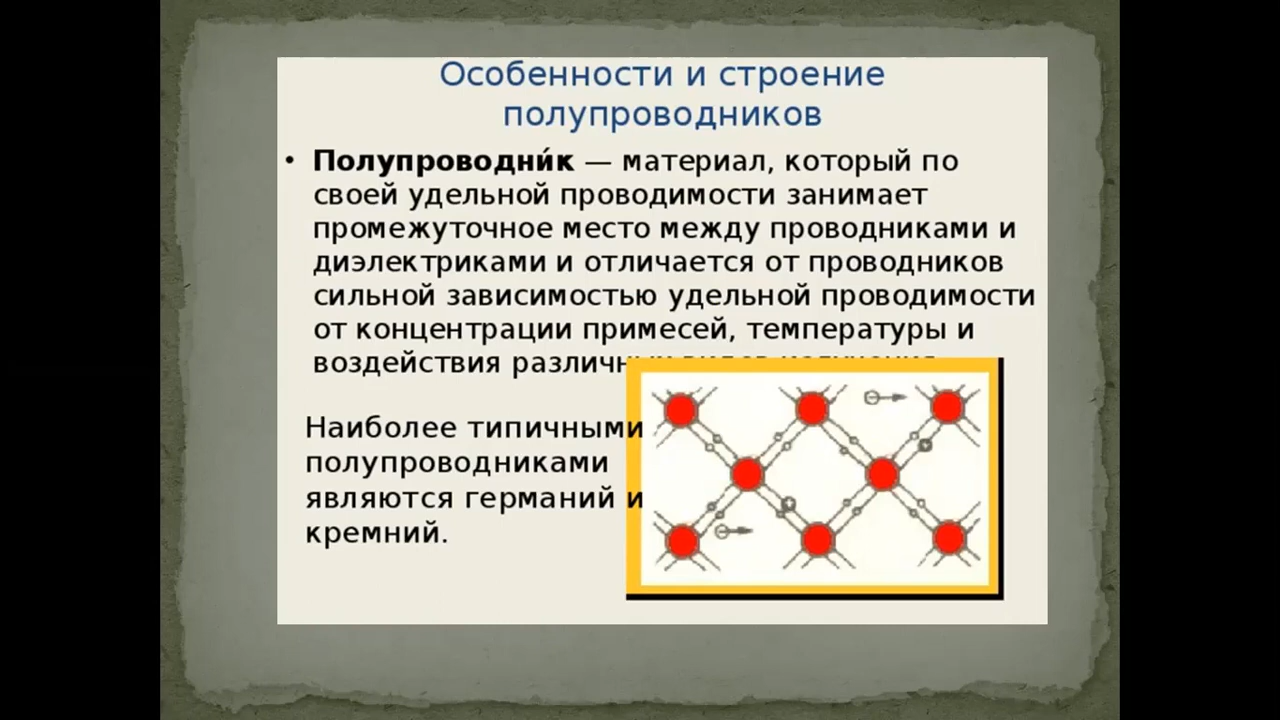 Особенности и строение
полупроводников
• Полупроводни́к — материал, который по
своей удельной проводимости занимает
промежуточное место между проводниками и
диэлектриками и отличается от проводников
сильной зависимостью удельной проводимости
от концентрации примесей, температуры и
воздействия
Наиболее типичными
полупроводниками
являются германий и
кремний.